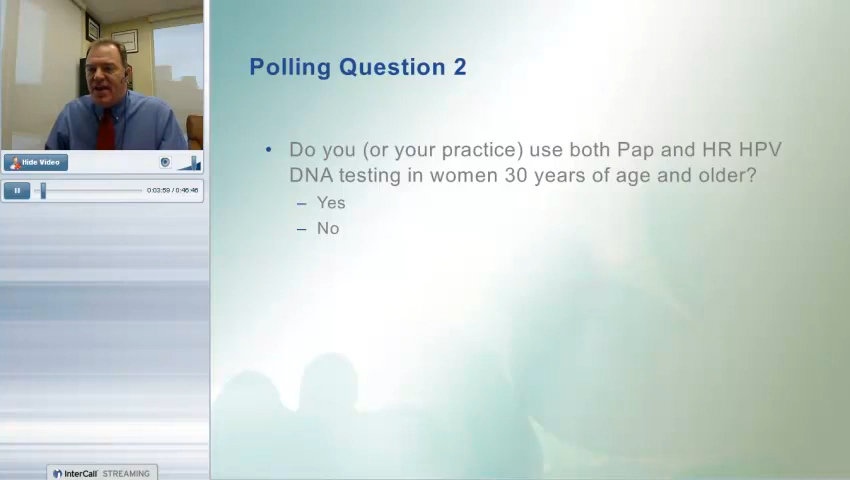 Polling Question 2
• Do you (or your practice) use both Pap and HR HPV
DNA testing in women 30 years of age and older?
– Yes
– No
Hide Video
0:03:59 / 0:46:46
InterCall STREAMING